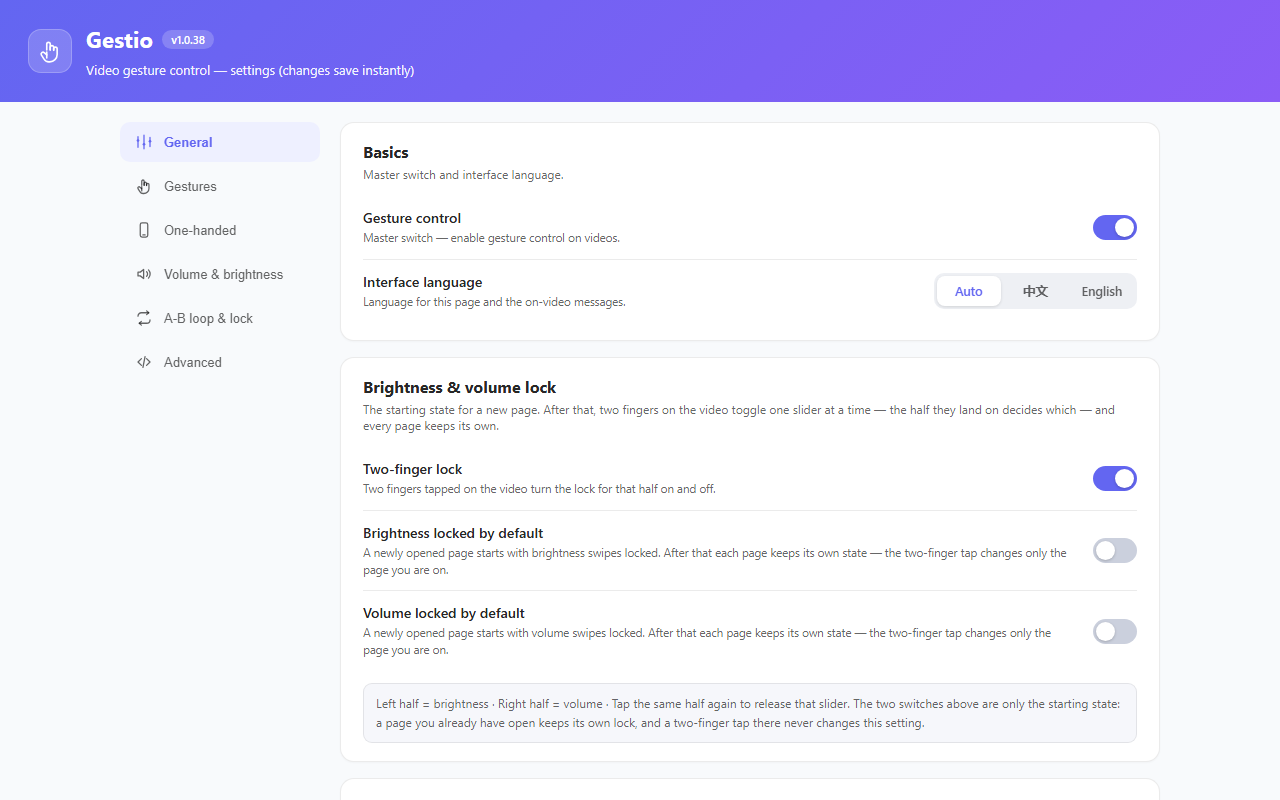 Gestio v1.0.38
Video gesture control — settings (changes save instantly)
General
Gestures
One-handed
Volume & brightness
A-B loop & lock
Advanced
Basics
Master switch and interface language.
Gesture control
Master switch — enable gesture control on videos.
Interface language
Language for this page and the on-video messages.
Auto 中文 English
Brightness & volume lock
The starting state for a new page. After that, two fingers on the video toggle one slider at a time — the half they land on decides which — and
every page keeps its own.
Two-finger lock
Two fingers tapped on the video turn the lock for that half on and off.
Brightness locked by default
A newly opened page starts with brightness swipes locked. After that each page keeps its own state — the two-finger tap changes only the
page you are on.
Volume locked by default
A newly opened page starts with volume swipes locked. After that each page keeps its own state — the two-finger tap changes only the
page you are on.
Left half = brightness · Right half = volume · Tap the same half again to release that slider. The two switches above are only the starting state:
a page you already have open keeps its own lock, and a two-finger tap there never changes this setting.